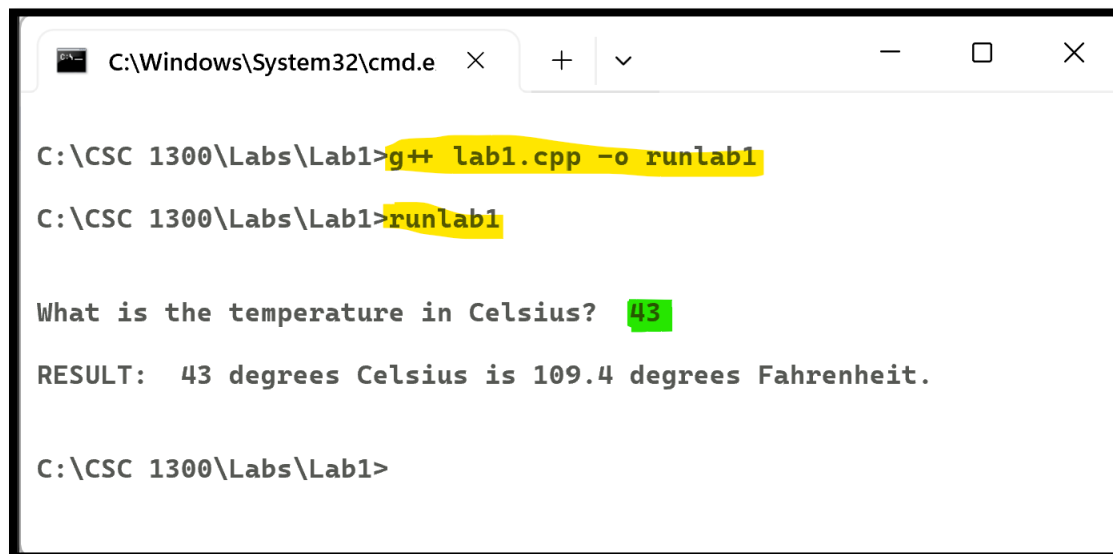 C:\Windows\System32\cmd.e
C:\CSC 1300\Labs\Lab1>g++ lab1.cpp -o runlab1
C:\CSC 1300\Labs\Lab1>runlab1
What is the temperature in Celsius?  43
RESULT:  43 degrees Celsius is 109.4 degrees Fahrenheit.
C:\CSC 1300\Labs\Lab1>